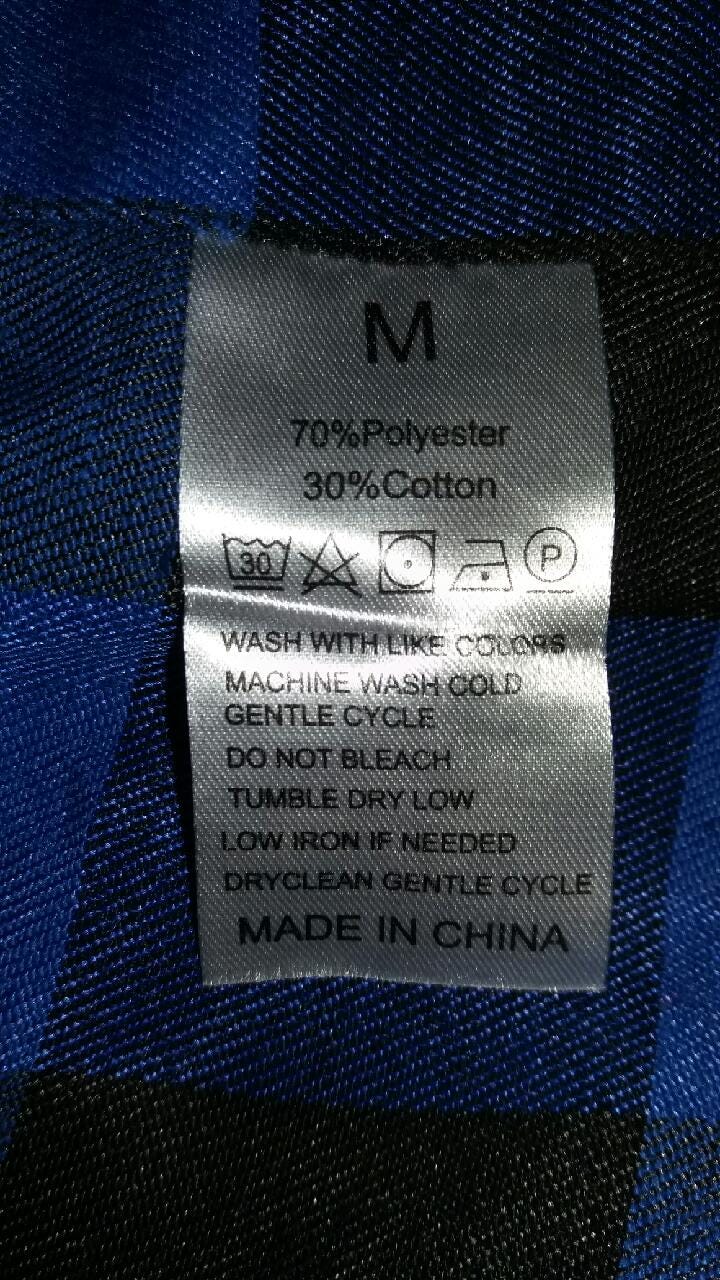 M
70%Polyester
30%Cotton
30 P
WASH WITH LIKE COLORS
MACHINE WASH COLD
GENTLE CYCLE
DO NOT BLEACH
TUMBLE DRY LOW
LOW IRON IF NEEDED
DRYCLEAN GENTLE CYCLE
MADE IN CHINA